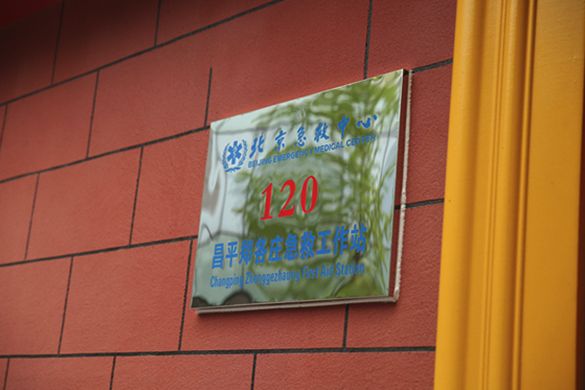 北京急救中心
BEIJING EMERGENCY MEDICAL CENTER
120
昌平郑各庄急救工作站
Changping Zhenggezhuang First Aid Station